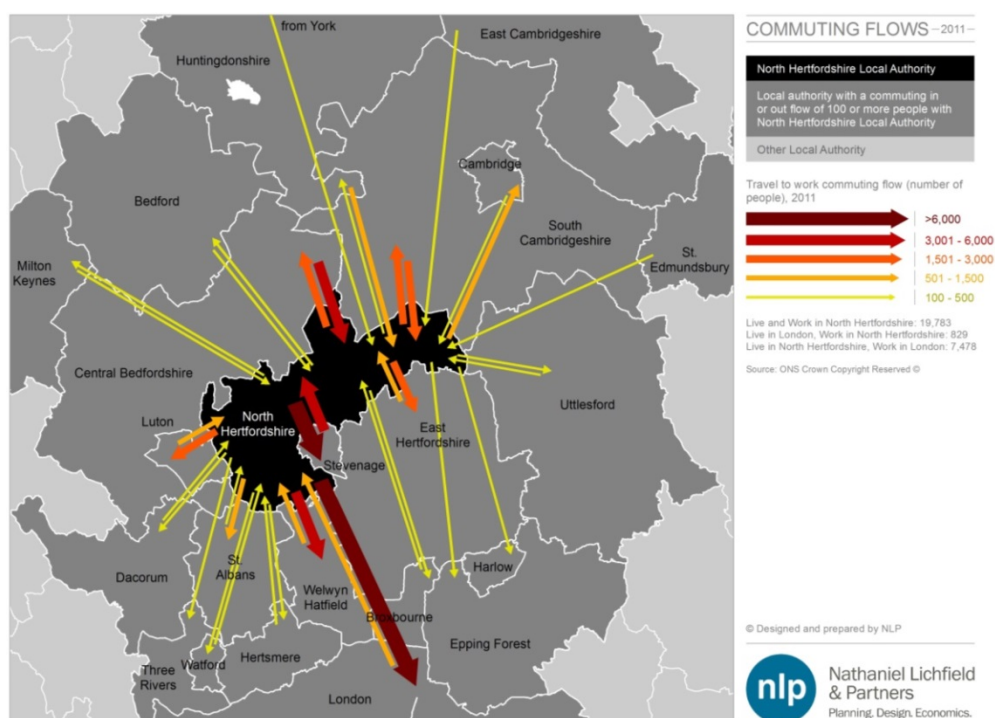 from York
East Cambridgeshire
Huntingdonshire
Cambridge
Bedford
South
Cambridgeshire
St.
Edmundsbury
Milton
Keynes
Central Bedfordshire
Luton
North
Hertfordshire
Uttlesford
East
Hertfordshire
Stevenage
Dacorum
St.
Albans
Welwyn
Hatfield
Harlow
Broxbourne
Epping Forest
Hertsmere
Watford
Three
Rivers
London
COMMUTING FLOWS –2011–
North Hertfordshire Local Authority
Local authority with a commuting in
or out flow of 100 or more people with
North Hertfordshire Local Authority
Other Local Authority
Travel to work commuting flow (number of
people), 2011
>6,000
3,001 - 6,000
1,501 - 3,000
501 - 1,500
100 - 500
Live and Work in North Hertfordshire: 19,783
Live in London, Work in North Hertfordshire: 829
Live in North Hertfordshire, Work in London: 7,478
Source: ONS Crown Copyright Reserved ©
© Designed and prepared by NLP
nlp
Nathaniel Lichfield
& Partners
Planning. Design. Economics.